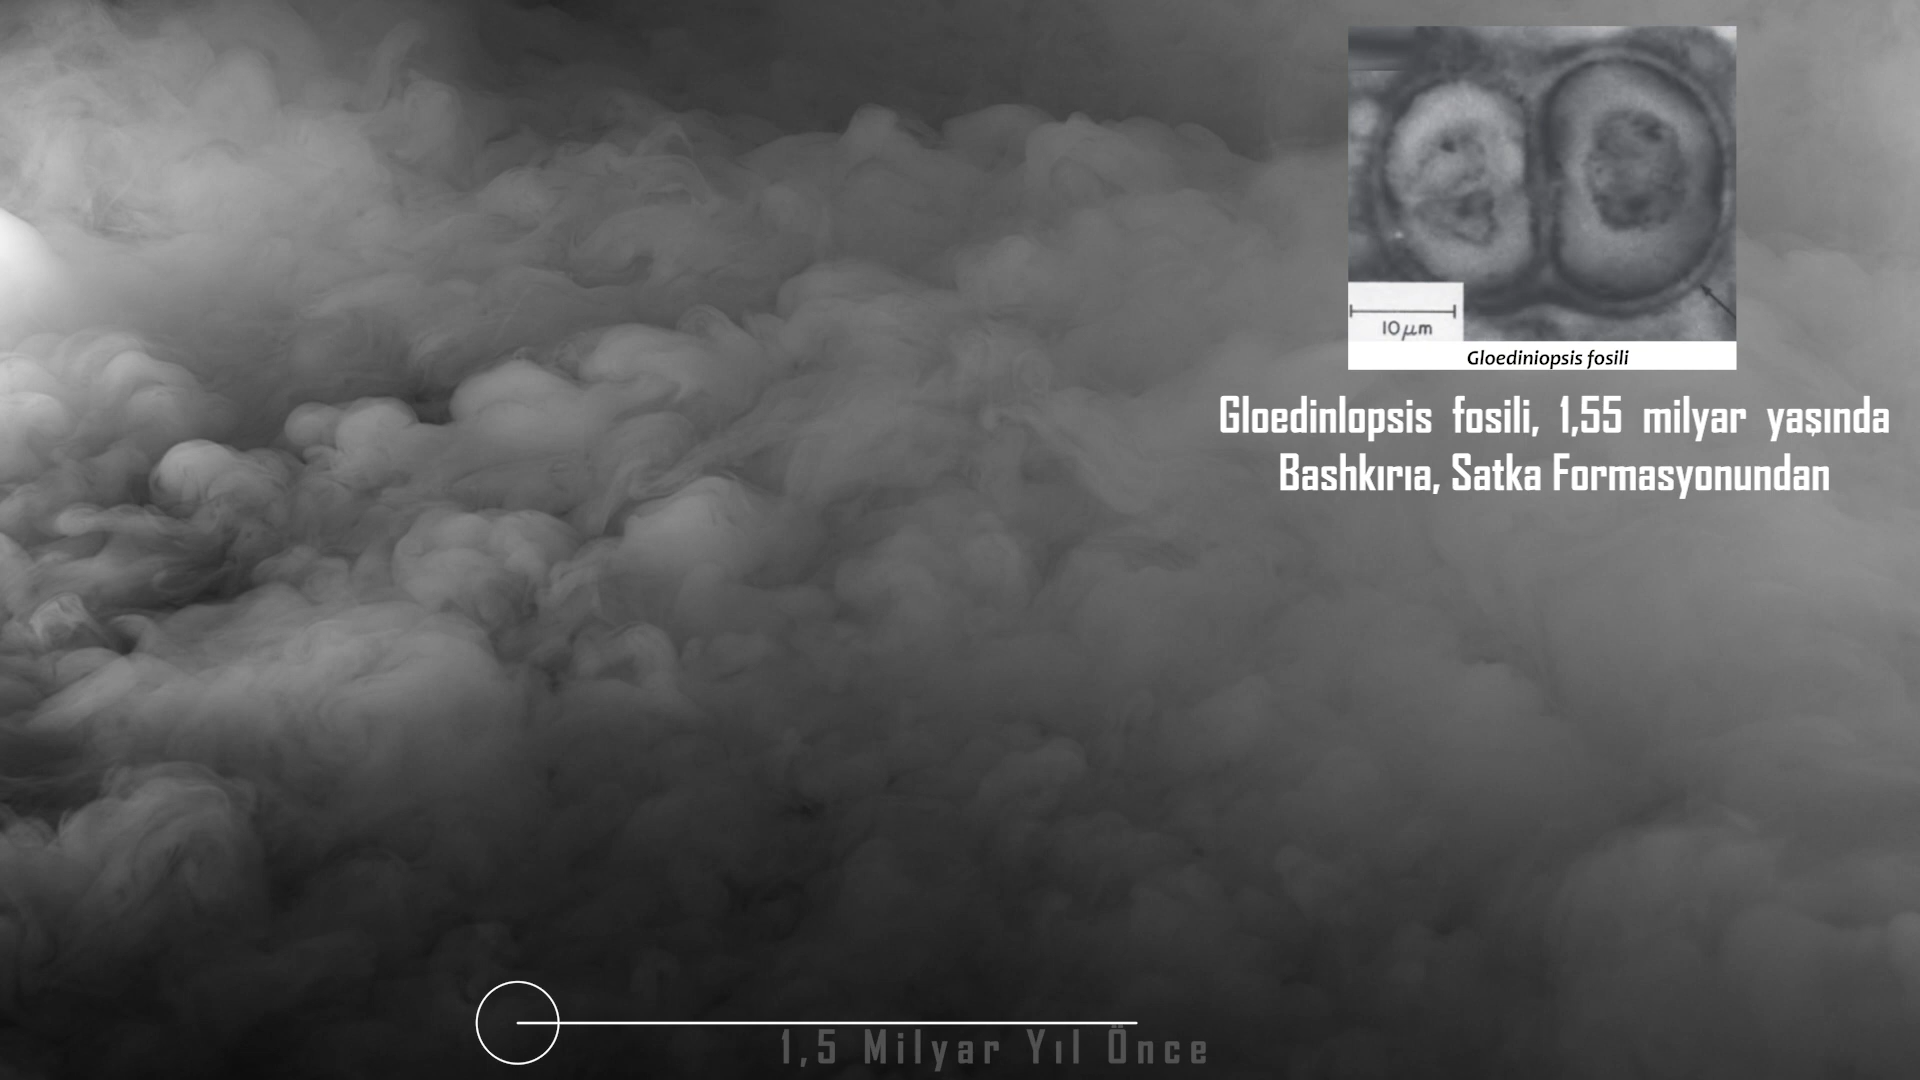 10 µm
Gloediniopsis fosili
Gloedinlopsis fosili, 1,55 milyar yaşında
Bashkırıa, Satka Formasyonundan
1,5 Milyar Yıl Önce